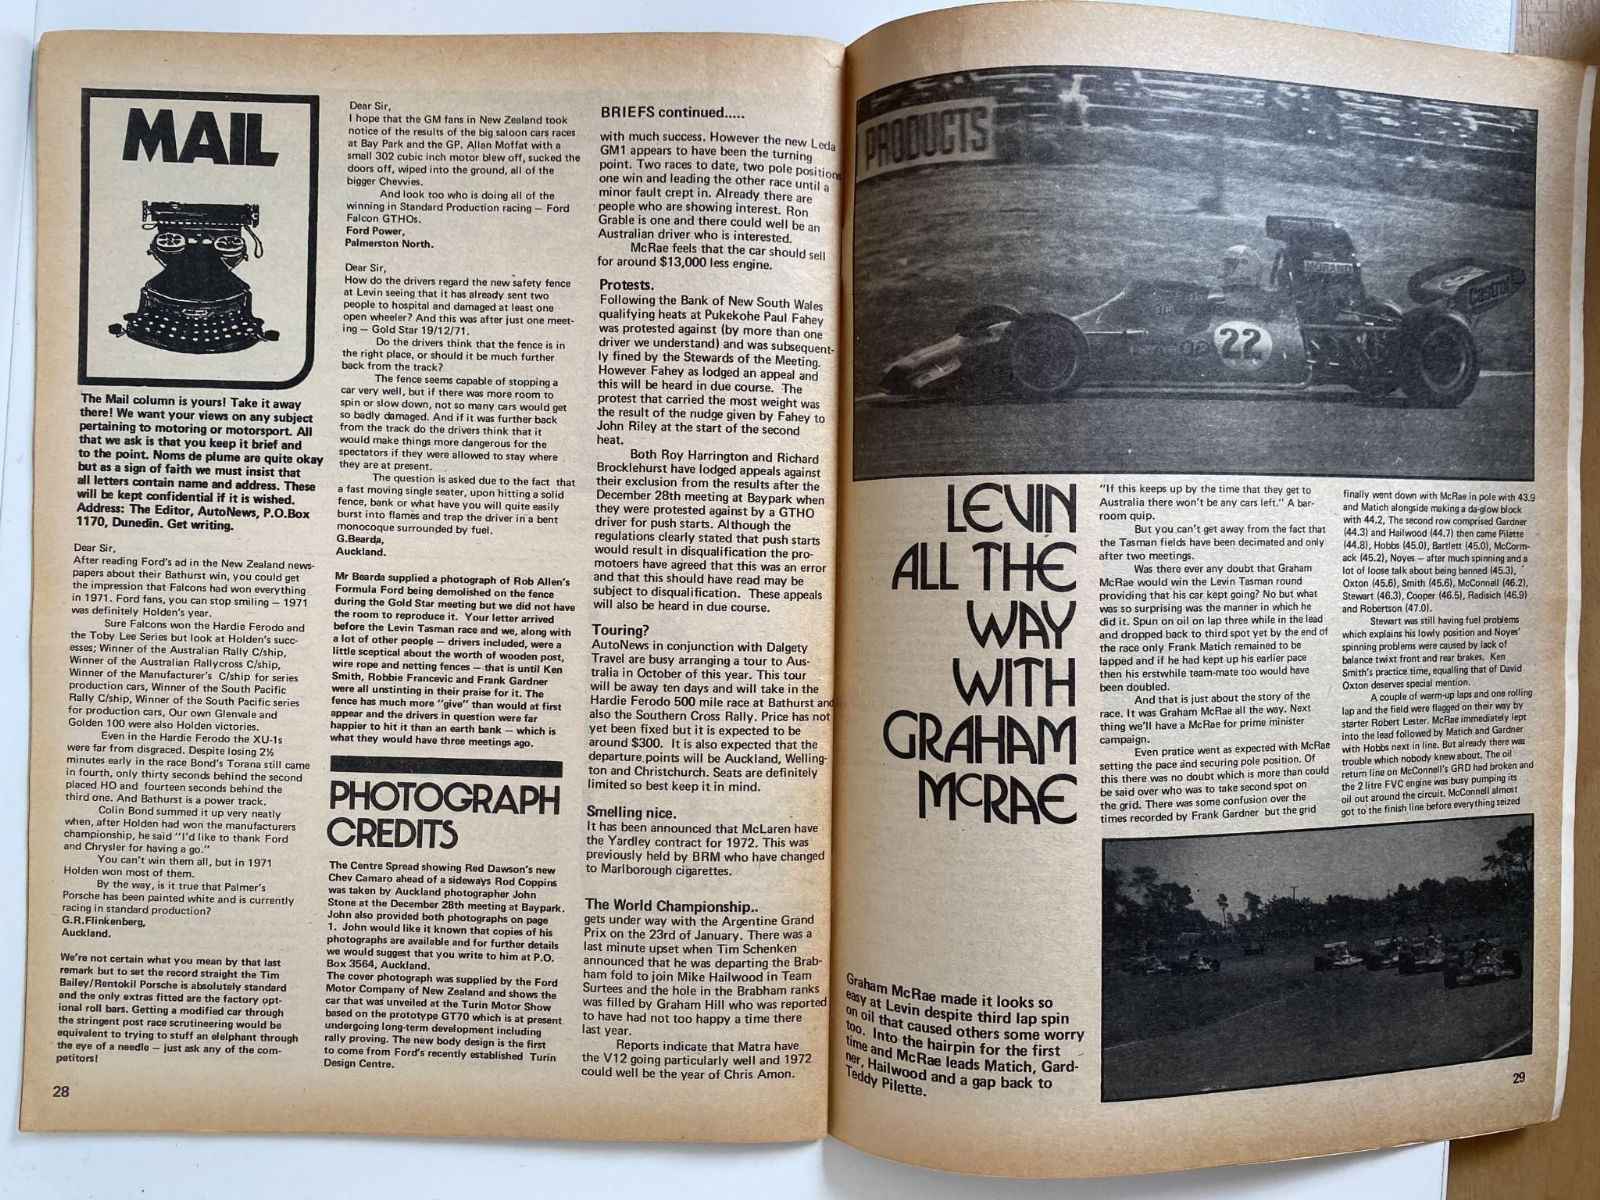 MAIL
The Mail column is yours! Take it away
there! We want your views on any subject
pertaining to motoring or motorsport. All
that we ask is that you keep it brief and
to the point. Noms de plume are quite okay
but as a sign of faith we must insist that
all letters contain name and address. These
will be kept confidential if it is wished.
Address: The Editor, AutoNews, P.O.Box
1170, Dunedin. Get writing.
Dear Sir,
After reading Ford's ad in the New Zealand news-
papers about their Bathurst win, you could get
the impression that Falcons had won everything
in 1971. Ford fans, you can stop smiling — 1971
was definitely Holden's year.
Sure Falcons won the Hardie Ferodo and
the Toby Lee Series but look at Holden's succ-
esses; Winner of the Australian Rally C/ship,
Winner of the Australian Rallycross C/ship,
Winner of the Manufacturer's C/ship for series
production cars, Winner of the South Pacific
Rally C/ship, Winner of the South Pacific series
for production cars, Our own Glenvale and
Golden 100 were also Holden victories.
Even in the Hardie Ferodo the XU-1s
were far from disgraced. Despite losing 2½
minutes early in the race Bond's Torana still came
in fourth, only thirty seconds behind the second
placed HO and fourteen seconds behind the
third one. And Bathurst is a power track.
Colin Bond summed it up very neatly
when, after Holden had won the manufacturers
championship, he said "I'd like to thank Ford
and Chrysler for having a go."
You can't win them all, but in 1971
Holden won most of them.
By the way, is it true that Palmer's
Porsche has been painted white and is currently
racing in standard production?
G.R.Flinkenberg,
Auckland.
We're not certain what you mean by that last
remark but to set the record straight the Tim
Bailey/Rentokil Porsche is absolutely standard
and the only extras fitted are the factory opt-
ional roll bars. Getting a modified car through
the stringent post race scrutineering would be
equivalent to trying to stuff an elelphant through
the eye of a needle — just ask any of the com-
petitors!
28
Dear Sir,
I hope that the GM fans in New Zealand took
notice of the results of the big saloon cars races
at Bay Park and the GP. Allan Moffat with a
small 302 cubic inch motor blew off, sucked the
doors off, wiped into the ground, all of the
bigger Chevvies.
And look too who is doing all of the
winning in Standard Production racing — Ford
Falcon GTHOs.
Ford Power,
Palmerston North.
Dear Sir,
How do the drivers regard the new safety fence
at Levin seeing that it has already sent two
people to hospital and damaged at least one
open wheeler? And this was after just one meet-
ing — Gold Star 19/12/71.
Do the drivers think that the fence is in
the right place, or should it be much further
back from the track?
The fence seems capable of stopping a
car very well, but if there was more room to
spin or slow down, not so many cars would get
so badly damaged. And if it was further back
from the track do the drivers think that it
would make things more dangerous for the
spectators if they were allowed to stay where
they are at present.
The question is asked due to the fact that
a fast moving single seater, upon hitting a solid
fence, bank or what have you will quite easily
burst into flames and trap the driver in a bent
monocoque surrounded by fuel.
G.Bearda,
Auckland.
Mr Bearda supplied a photograph of Rob Allen's
Formula Ford being demolished on the fence
during the Gold Star meeting but we did not have
the room to reproduce it. Your letter arrived
before the Levin Tasman race and we, along with
a lot of other people — drivers included, were a
little sceptical about the worth of wooden post,
wire rope and netting fences — that is until Ken
Smith, Robbie Francevic and Frank Gardner
were all unstinting in their praise for it. The
fence has much more "give" than would at first
appear and the drivers in question were far
happier to hit it than an earth bank — which is
what they would have three meetings ago.
PHOTOGRAPH
CREDITS
The Centre Spread showing Red Dawson's new
Chev Camaro ahead of a sideways Rod Coppins
was taken by Auckland photographer John
Stone at the December 28th meeting at Baypark.
John also provided both photographs on page
1. John would like it known that copies of his
photographs are available and for further details
we would suggest that you write to him at P.O.
Box 3564, Auckland.
The cover photograph was supplied by the Ford
Motor Company of New Zealand and shows the
car that was unveiled at the Turin Motor Show
based on the prototype GT70 which is at present
undergoing long-term development including
rally proving. The new body design is the first
to come from Ford's recently established Turin
Design Centre.
BRIEFS continued.....
with much success. However the new Leda
GM1 appears to have been the turning
point. Two races to date, two pole positions
one win and leading the other race until a
minor fault crept in. Already there are
people who are showing interest. Ron
Grable is one and there could well be an
Australian driver who is interested.
McRae feels that the car should sell
for around $13,000 less engine.
Protests.
Following the Bank of New South Wales
qualifying heats at Pukekohe Paul Fahey
was protested against (by more than one
driver we understand) and was subsequent-
ly fined by the Stewards of the Meeting.
However Fahey as lodged an appeal and
this will be heard in due course. The
protest that carried the most weight was
the result of the nudge given by Fahey to
John Riley at the start of the second
heat.
Both Roy Harrington and Richard
Brocklehurst have lodged appeals against
their exclusion from the results after the
December 28th meeting at Baypark when
they were protested against by a GTHO
driver for push starts. Although the
regulations clearly stated that push starts
would result in disqualification the pro-
motoers have agreed that this was an error
and that this should have read may be
subject to disqualification. These appeals
will also be heard in due course.
Touring?
AutoNews in conjunction with Dalgety
Travel are busy arranging a tour to Aus-
tralia in October of this year. This tour
will be away ten days and will take in the
Hardie Ferodo 500 mile race at Bathurst and
also the Southern Cross Rally. Price has not
yet been fixed but it is expected to be
around $300. It is also expected that the
departure points will be Auckland, Welling-
ton and Christchurch. Seats are definitely
limited so best keep it in mind.
Smelling nice.
It has been announced that McLaren have
the Yardley contract for 1972. This was
previously held by BRM who have changed
to Marlborough cigarettes.
The World Championship..
gets under way with the Argentine Grand
Prix on the 23rd of January. There was a
last minute upset when Tim Schenken
announced that he was departing the Brab-
ham fold to join Mike Hailwood in Team
Surtees and the hole in the Brabham ranks
was filled by Graham Hill who was reported
to have had not too happy a time there
last year.
Reports indicate that Matra have
the V12 going particularly well and 1972
could well be the year of Chris Amon.
PRODUCTS
MORAND
Castrol
22
LEVIN
ALL THE
WAY
WITH
GRAHAM
McRAE
Graham McRae made it looks so
easy at Levin despite third lap spin
on oil that caused others some worry
too. Into the hairpin for the first
time and McRae leads Matich, Gard-
ner, Hailwood and a gap back to
Teddy Pilette.
"If this keeps up by the time that they get to
Australia there won't be any cars left." A bar-
room quip.
But you can't get away from the fact that
the Tasman fields have been decimated and only
after two meetings.
Was there ever any doubt that Graham
McRae would win the Levin Tasman round
providing that his car kept going? No but what
was so surprising was the manner in which he
did it. Spun on oil on lap three while in the lead
and dropped back to third spot yet by the end of
the race only Frank Matich remained to be
lapped and if he had kept up his earlier pace
then his erstwhile team-mate too would have
been doubled.
And that is just about the story of the
race. It was Graham McRae all the way. Next
thing we'll have a McRae for prime minister
campaign.
Even pratice went as expected with McRae
setting the pace and securing pole position. Of
this there was no doubt which is more than could
be said over who was to take second spot on
the grid. There was some confusion over the
times recorded by Frank Gardner but the grid
finally went down with McRae in pole with 43.9
and Matich alongside making a da-glow block
with 44.2, The second row comprised Gardner
(44.3) and Hailwood (44.7) then came Pilette
(44.8), Hobbs (45.0), Bartlett (45.0), McCorm-
ack (45.2), Noyes — after much spinning and a
lot of loose talk about being banned (45.3),
Oxton (45.6), Smith (45.6), McConnell (46.2),
Stewart (46.3), Cooper (46.5), Radisich (46.9)
and Robertson (47.0).
Stewart was still having fuel problems
which explains his lowly position and Noyes'
spinning problems were caused by lack of
balance twixt front and rear brakes. Ken
Smith's practice time, equalling that of David
Oxton deserves special mention.
A couple of warm-up laps and one rolling
lap and the field were flagged on their way by
starter Robert Lester. McRae immediately lept
into the lead followed by Matich and Gardner
with Hobbs next in line. But already there was
trouble which nobody knew about. The oil
return line on McConnell's GRD had broken and
the 2 litre FVC engine was busy pumping its
oil out around the circuit. McConnell almost
got to the finish line before everything seized
29